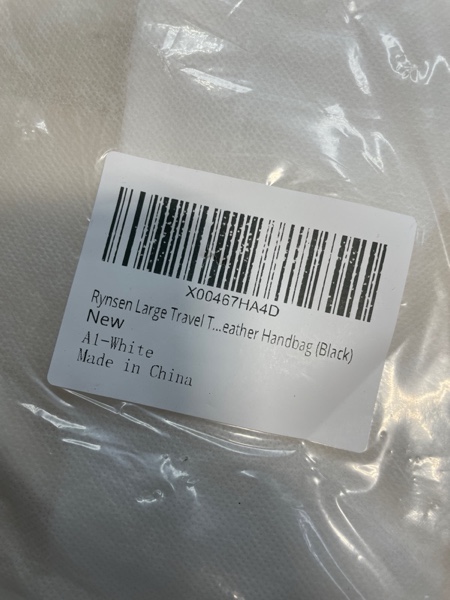 X00467HA4D
Rynsen Large Travel T...eather Handbag (Black)
New
A1-White
Made in China